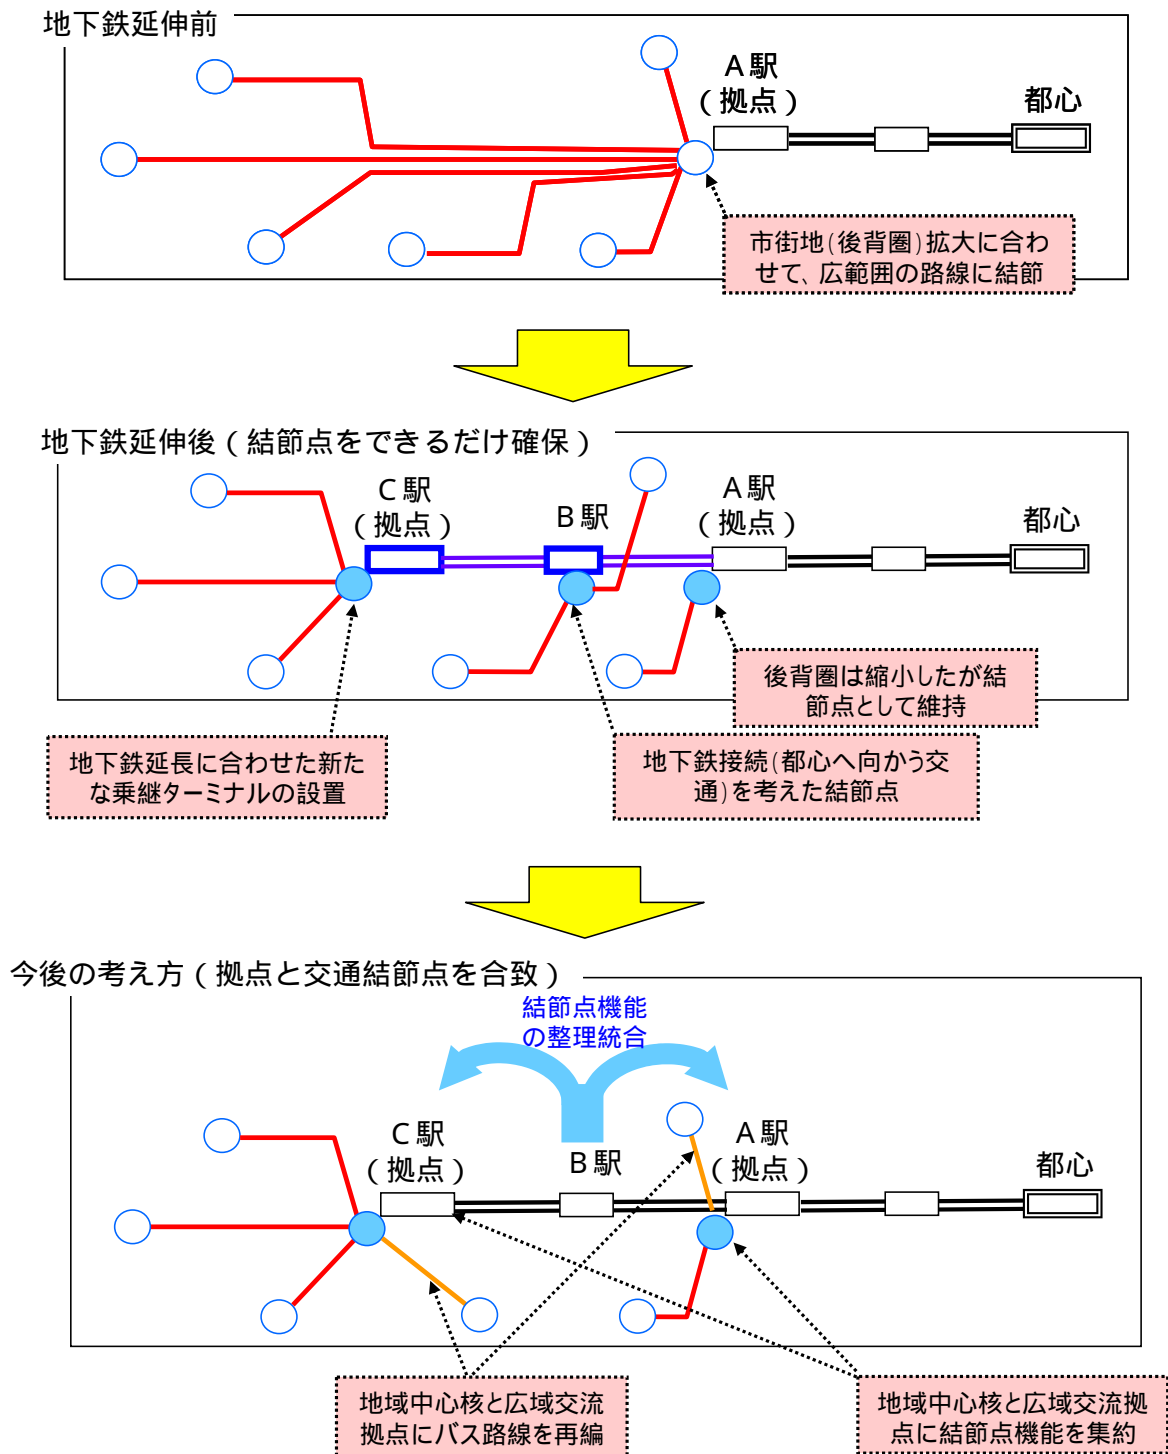 地下鉄延伸前
A駅
(拠点)
都心
市街地(後背圏)拡大に合わ
せて、広範囲の路線に結節
地下鉄延伸後(結節点をできるだけ確保)
C駅
(拠点)
B駅
A駅
(拠点)
都心
後背圏は縮小したが結
節点として維持
地下鉄延長に合わせた新た
な乗継ターミナルの設置
地下鉄接続(都心へ向かう交
通)を考えた結節点
今後の考え方(拠点と交通結節点を合致)
結節点機能
の整理統合
C駅
(拠点)
B駅
A駅
(拠点)
都心
地域中心核と広域交流
拠点にバス路線を再編
地域中心核と広域交流拠
点に結節点機能を集約